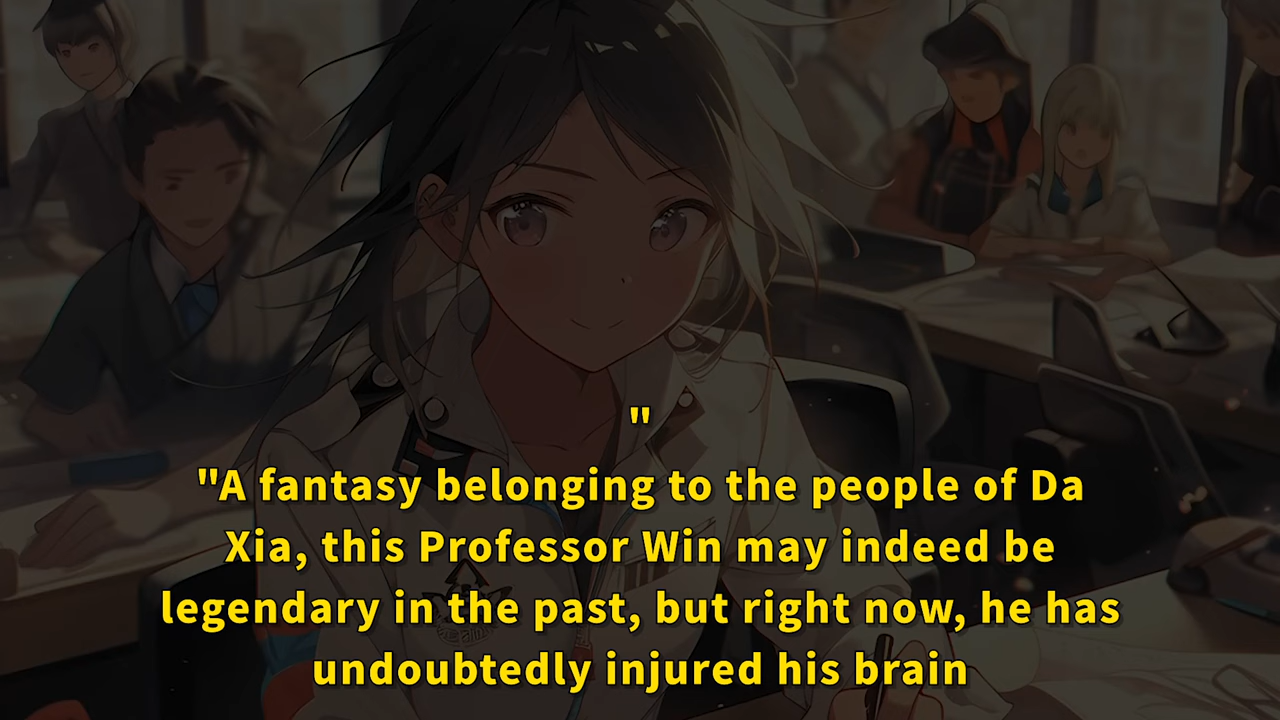 "
"A fantasy belonging to the people of Da
Xia, this Professor Win may indeed be
legendary in the past, but right now, he has
undoubtedly injured his brain